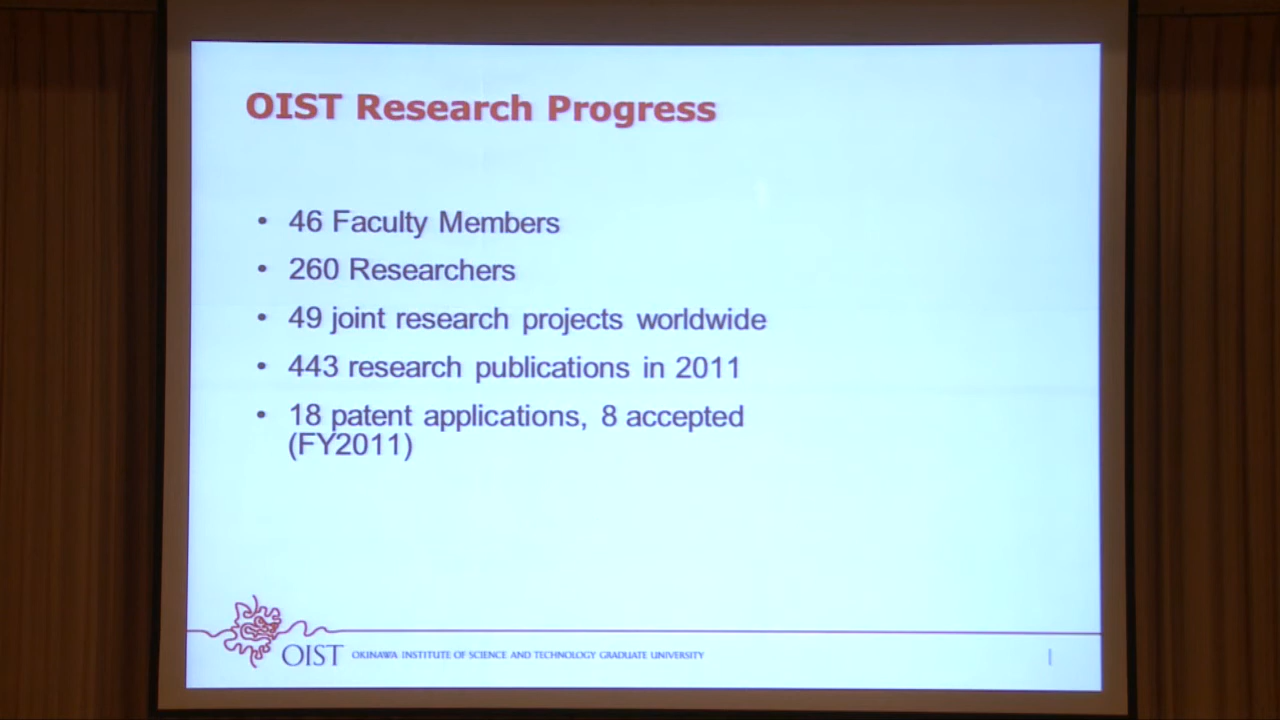 OIST Research Progress
• 46 Faculty Members
• 260 Researchers
• 49 joint research projects worldwide
• 443 research publications in 2011
• 18 patent applications, 8 accepted
(FY2011)
OIST OKINAWA INSTITUTE OF SCIENCE AND TECHNOLOGY GRADUATE UNIVERSITY